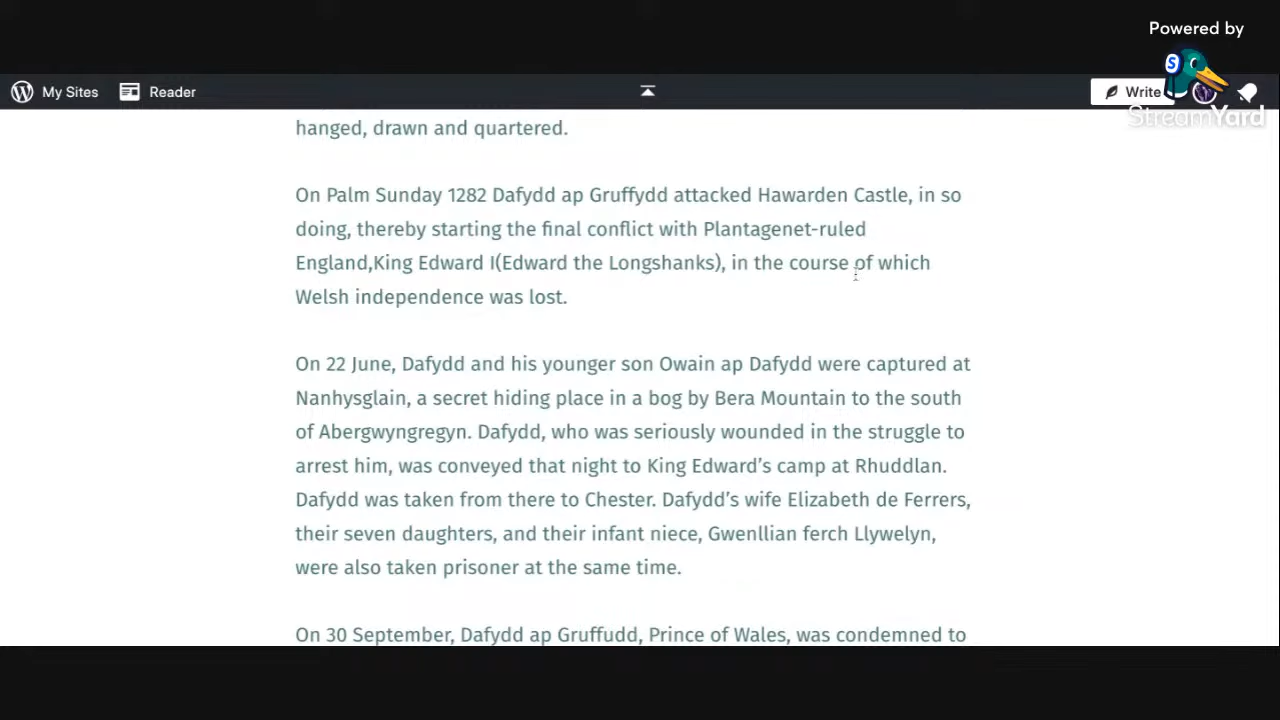 Powered by
StreamYard
My Sites
Reader
Write
hanged, drawn and quartered.
On Palm Sunday 1282 Dafydd ap Gruffydd attacked Hawarden Castle, in so
doing, thereby starting the final conflict with Plantagenet-ruled
England,King Edward I(Edward the Longshanks), in the course of which
Welsh independence was lost.
On 22 June, Dafydd and his younger son Owain ap Dafydd were captured at
Nanhysglain, a secret hiding place in a bog by Bera Mountain to the south
of Abergwyngregyn. Dafydd, who was seriously wounded in the struggle to
arrest him, was conveyed that night to King Edward’s camp at Rhuddlan.
Dafydd was taken from there to Chester. Dafydd’s wife Elizabeth de Ferrers,
their seven daughters, and their infant niece, Gwenllian ferch Llywelyn,
were also taken prisoner at the same time.
On 30 September, Dafydd ap Gruffudd, Prince of Wales, was condemned to